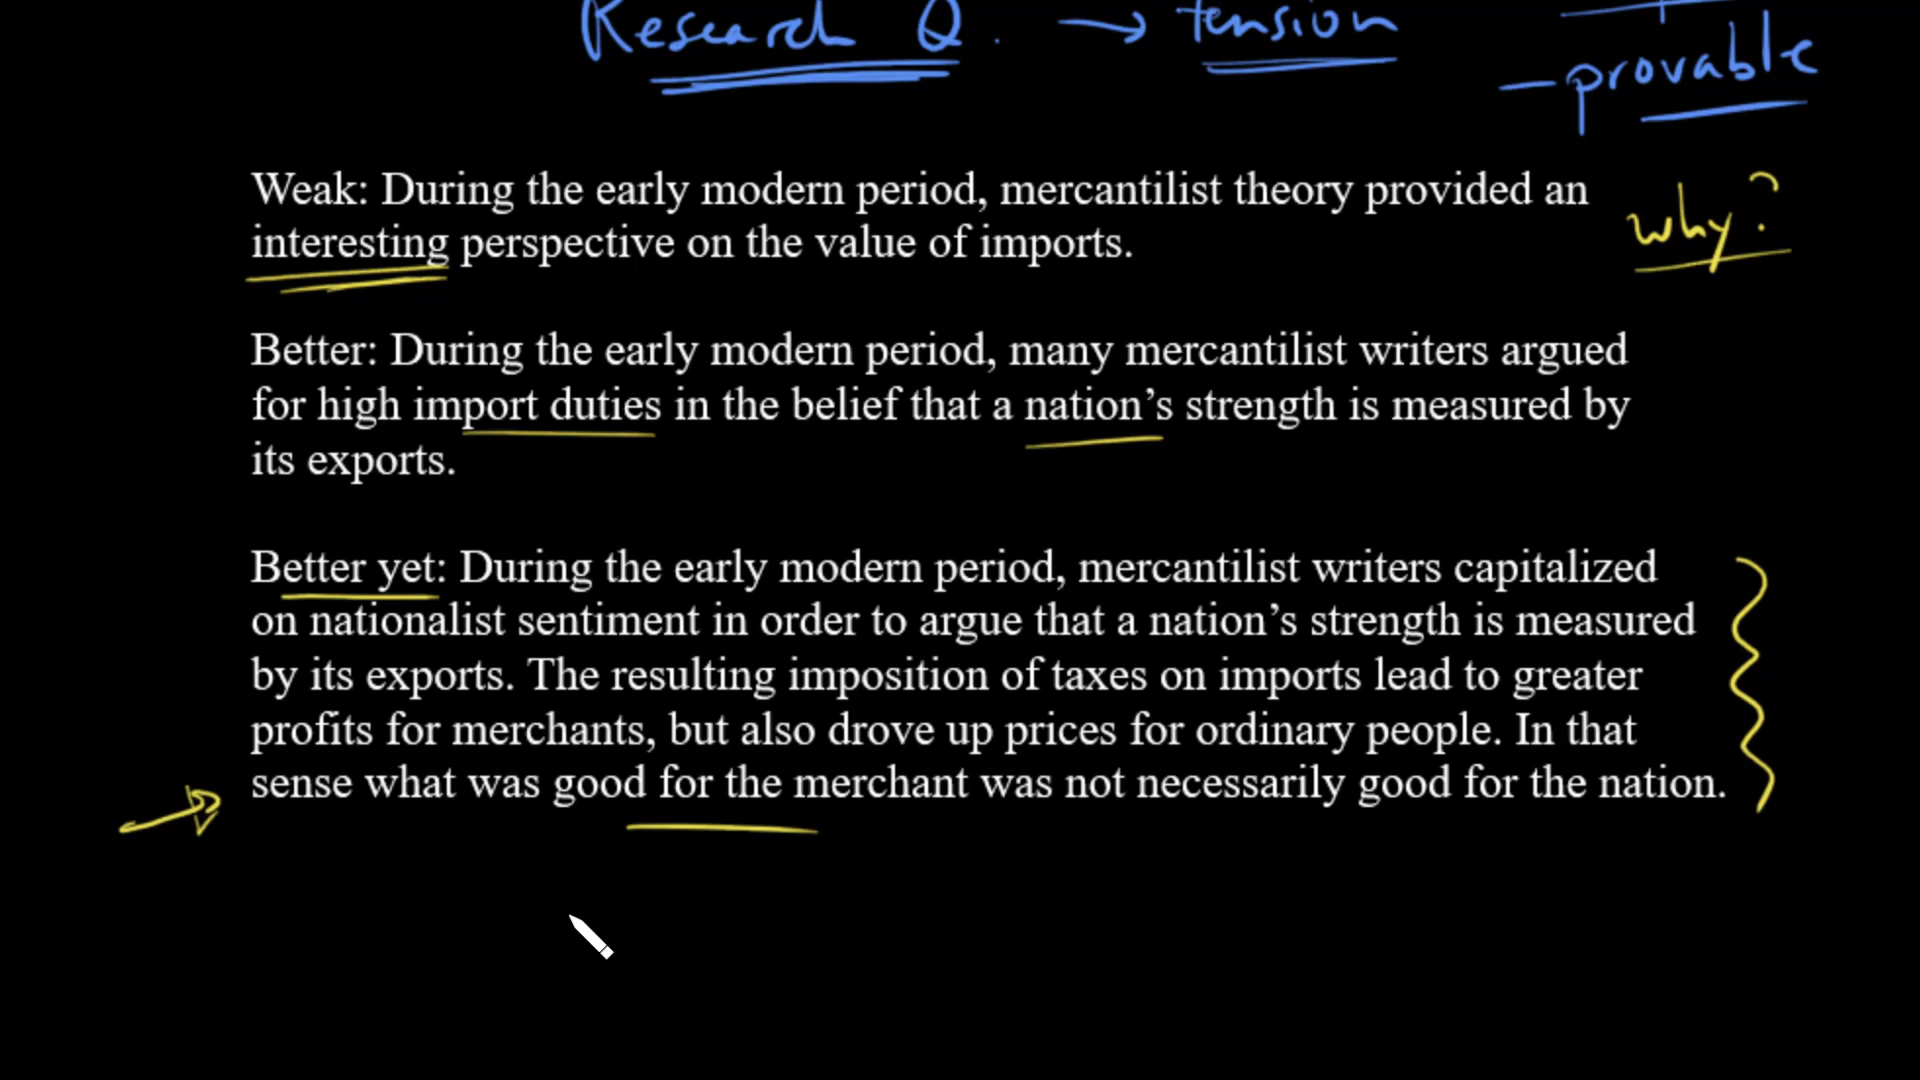 Research Q. → tension
- provable
Weak: During the early modern period, mercantilist theory provided an
interesting perspective on the value of imports.
why?
Better: During the early modern period, many mercantilist writers argued
for high import duties in the belief that a nation’s strength is measured by
its exports.
Better yet: During the early modern period, mercantilist writers capitalized
on nationalist sentiment in order to argue that a nation’s strength is measured
by its exports. The resulting imposition of taxes on imports lead to greater
profits for merchants, but also drove up prices for ordinary people. In that
sense what was good for the merchant was not necessarily good for the nation.